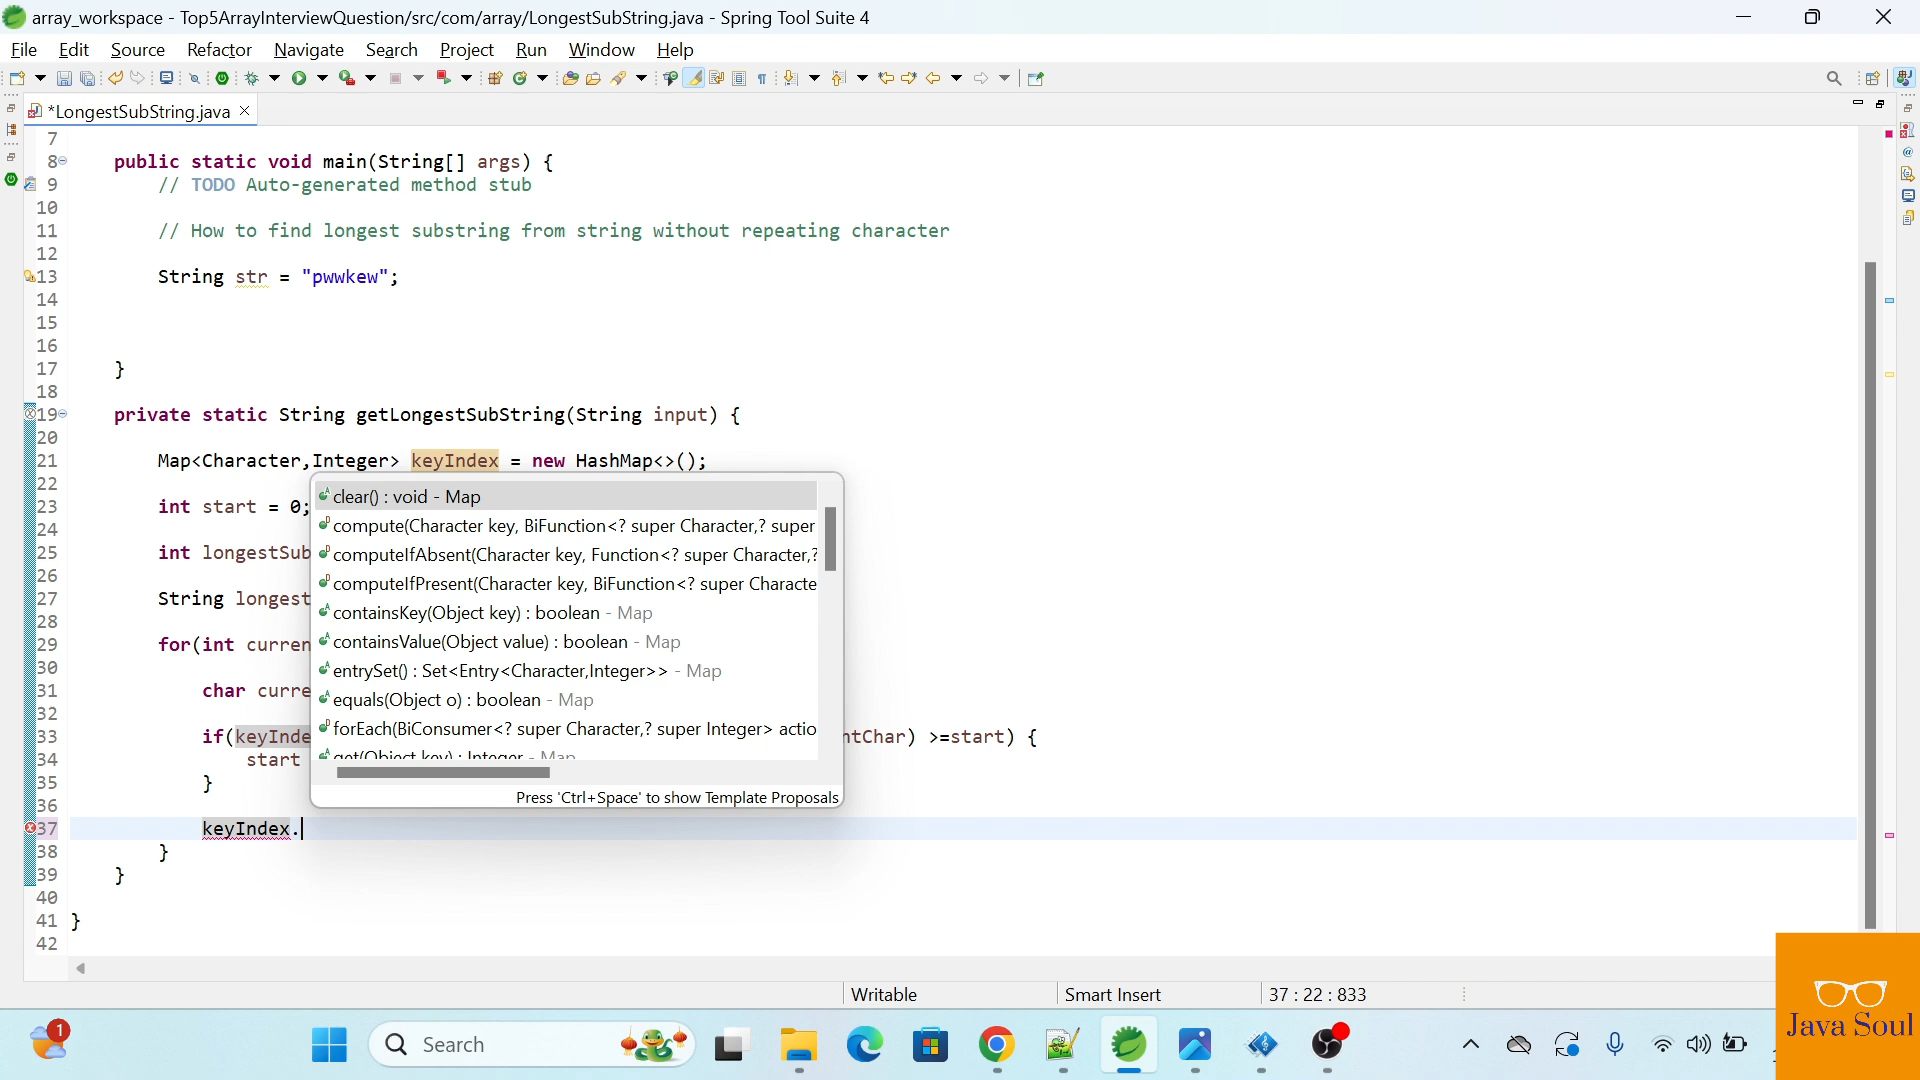 array_workspace - Top5ArrayInterviewQuestion/src/com/array/LongestSubString.java - Spring Tool Suite 4
File Edit Source Refactor Navigate Search Project Run Window Help
*LongestSubString.java
7
8 public static void main(String[] args) {
9 // TODO Auto-generated method stub
10
11 // How to find longest substring from string without repeating character
12
13 String str = "pwwkew";
14
15
16
17 }
18
19 private static String getLongestSubString(String input) {
20
21 Map<Character,Integer> keyIndex = new HashMap<>();
22
23 int start = 0;
24
25 int longestSub
26
27 String longest
28
29 for(int curren
30
31 char curre
32
33 if(keyInde ntChar) >=start) {
34 start
35 }
36
37 keyIndex.
38 }
39 }
40
41 }
42
clear() : void - Map
compute(Character key, BiFunction<? super Character,? super
computeIfAbsent(Character key, Function<? super Character,?
computeIfPresent(Character key, BiFunction<? super Characte
containsKey(Object key) : boolean - Map
containsValue(Object value) : boolean - Map
entrySet() : Set<Entry<Character,Integer>> - Map
equals(Object o) : boolean - Map
forEach(BiConsumer<? super Character,? super Integer> actio
get(Object key) : Integer - Map
Press 'Ctrl+Space' to show Template Proposals
Writable Smart Insert 37 : 22 : 833
1
Search
Java Soul